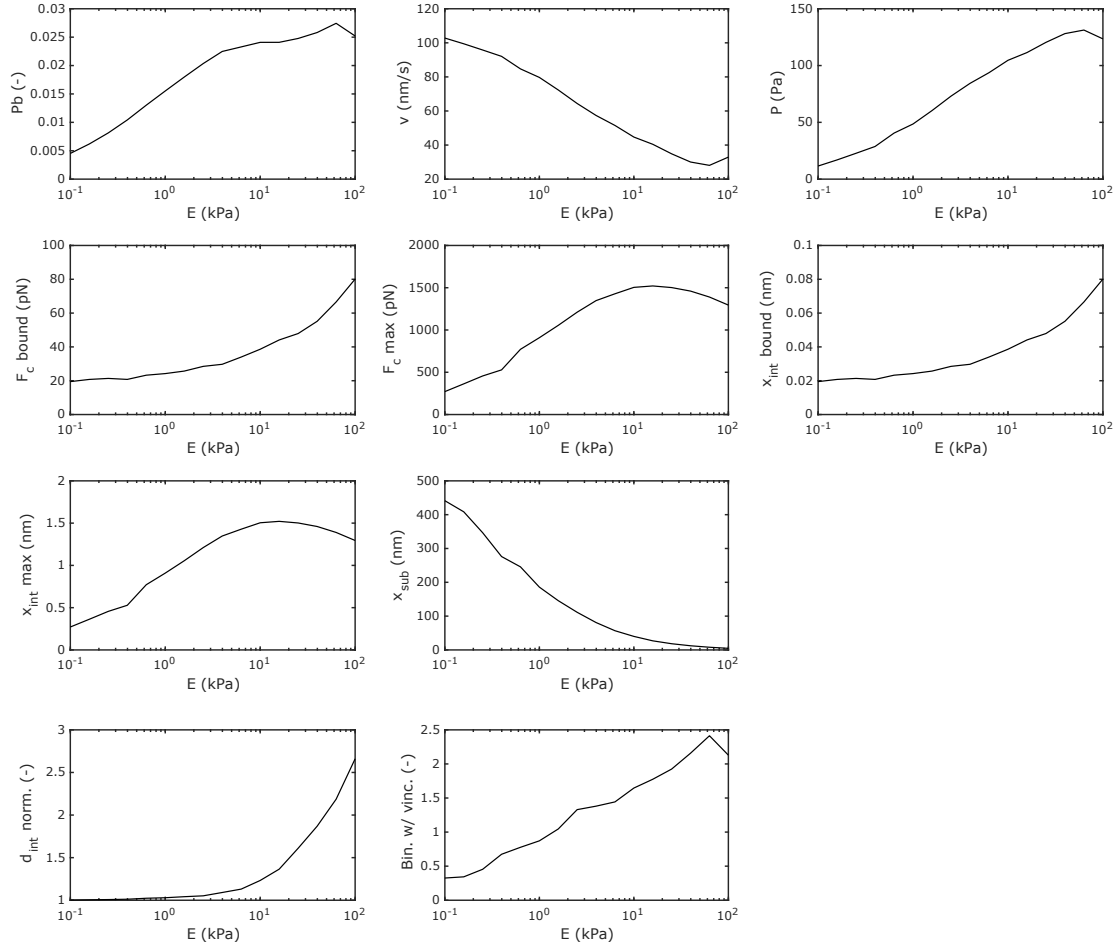 0.03
0.025
0.02
0.015
0.01
0.005
0
Pb (-)
10^-1 10^0 10^1 10^2
E (kPa)
120
100
80
60
40
20
v (nm/s)
10^-1 10^0 10^1 10^2
E (kPa)
150
100
50
0
P (Pa)
10^-1 10^0 10^1 10^2
E (kPa)
100
80
60
40
20
0
F_c bound (pN)
10^-1 10^0 10^1 10^2
E (kPa)
2000
1500
1000
500
0
F_c max (pN)
10^-1 10^0 10^1 10^2
E (kPa)
0.1
0.08
0.06
0.04
0.02
0
x_int bound (nm)
10^-1 10^0 10^1 10^2
E (kPa)
2
1.5
1
0.5
0
x_int max (nm)
10^-1 10^0 10^1 10^2
E (kPa)
500
400
300
200
100
0
x_sub (nm)
10^-1 10^0 10^1 10^2
E (kPa)
3
2.5
2
1.5
1
d_int norm. (-)
10^-1 10^0 10^1 10^2
E (kPa)
2.5
2
1.5
1
0.5
0
Bin. w/ vinc. (-)
10^-1 10^0 10^1 10^2
E (kPa)